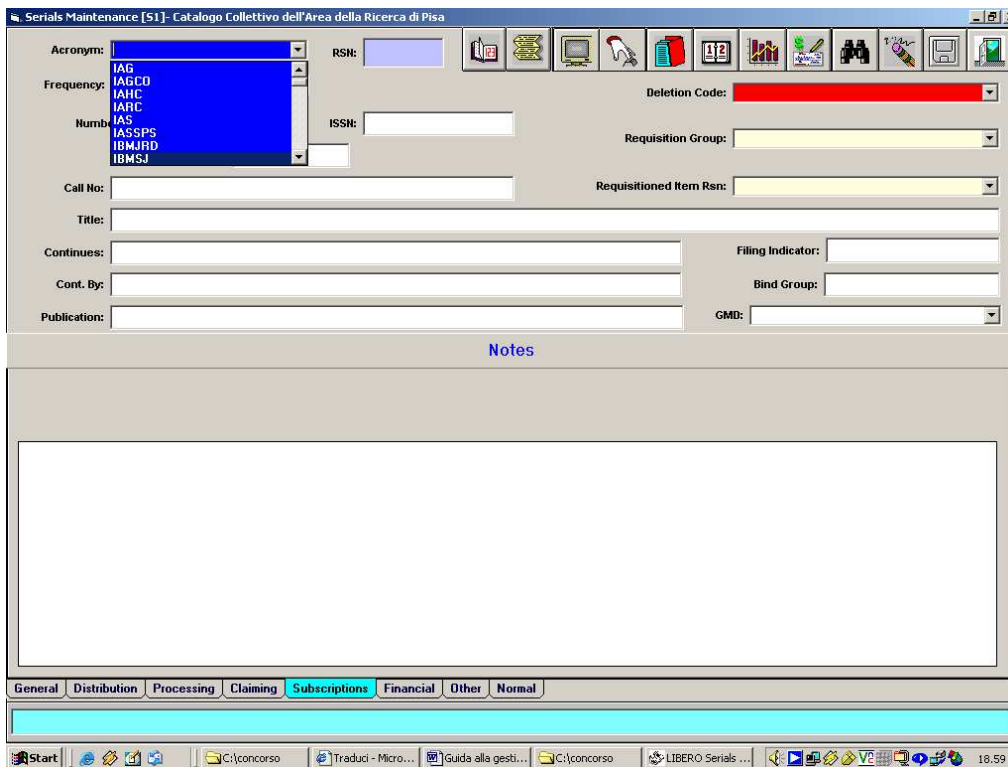 Serials Maintenance [S1]- Catalogo Collettivo dell'Area della Ricerca di Pisa
Acronym:
RSN:
IAG
IAGCO
IAHC
IARC
IAS
IASSPS
IBMJRD
IBMSJ
Frequency:
Deletion Code:
Numbe
ISSN:
Requisition Group:
Call No:
Requisitioned Item Rsn:
Title:
Continues:
Filing Indicator:
Cont. By:
Bind Group:
Publication:
GMD:
Notes
General Distribution Processing Claiming Subscriptions Financial Other Normal
Start C:\concorso Traduci - Micro... Guida alla gesti... C:\concorso LIBERO Serials ...